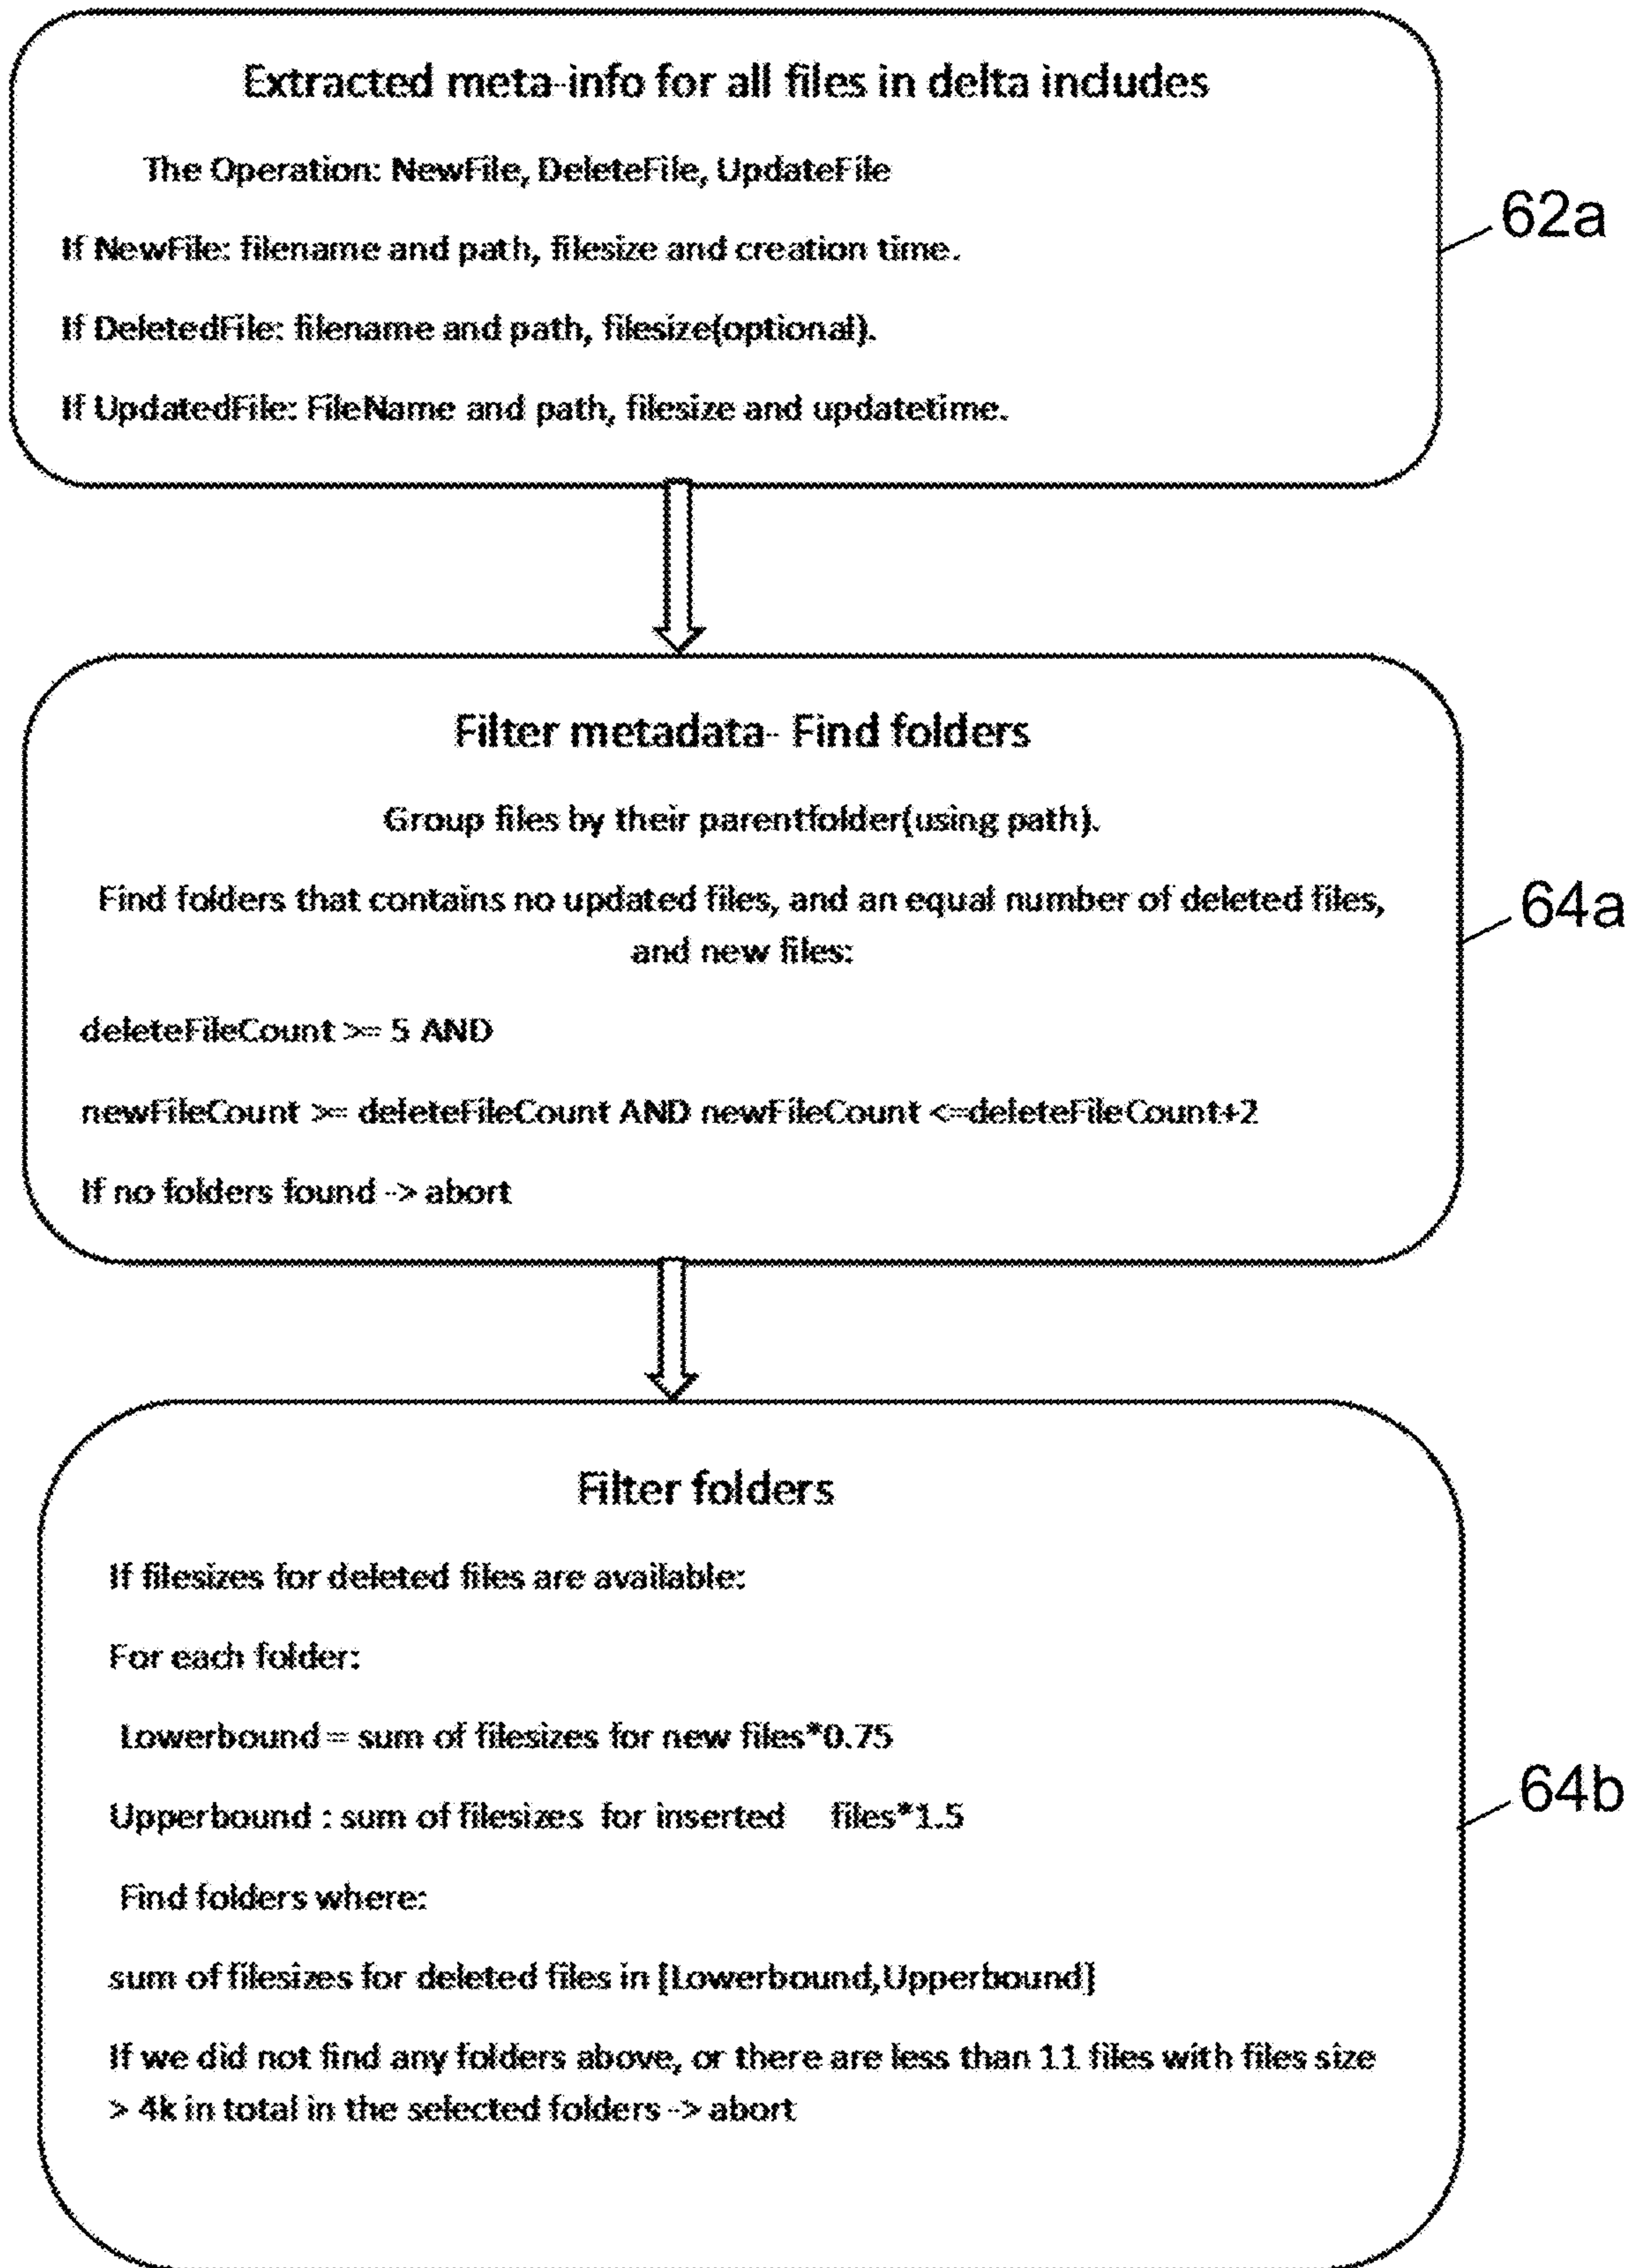 Extracted meta-info for all files in delta includes
The Operation: NewFile, DeleteFile, UpdateFile
If NewFile: filename and path, filesize and creation time.
If DeletedFile: filename and path, filesize(optional).
If UpdatedFile: FileName and path, filesize and updatetime.
62a
Filter metadata- Find folders
Group files by their parentfolder(using path).
Find folders that contains no updated files, and an equal number of deleted files,
and new files:
deleteFileCount >= 5 AND
newFileCount >= deleteFileCount AND newFileCount <=deleteFileCount+2
If no folders found -> abort
64a
Filter folders
If filesizes for deleted files are available:
For each folder:
Lowerbound = sum of filesizes for new files*0.75
Upperbound : sum of filesizes for inserted files*1.5
Find folders where:
sum of filesizes for deleted files in [Lowerbound,Upperbound]
If we did not find any folders above, or there are less than 11 files with files size
> 4k in total in the selected folders -> abort
64b